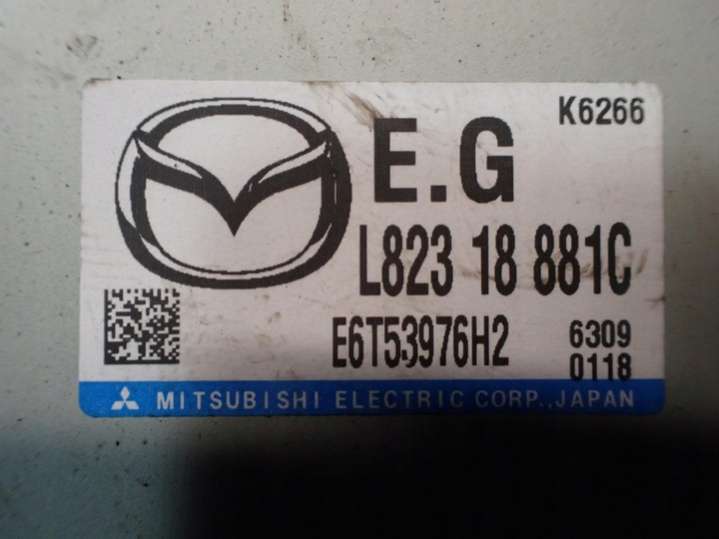 K6266
E.G
L823 18 881C
E6T53976H2 6309
0118
MITSUBISHI ELECTRIC CORP.,JAPAN